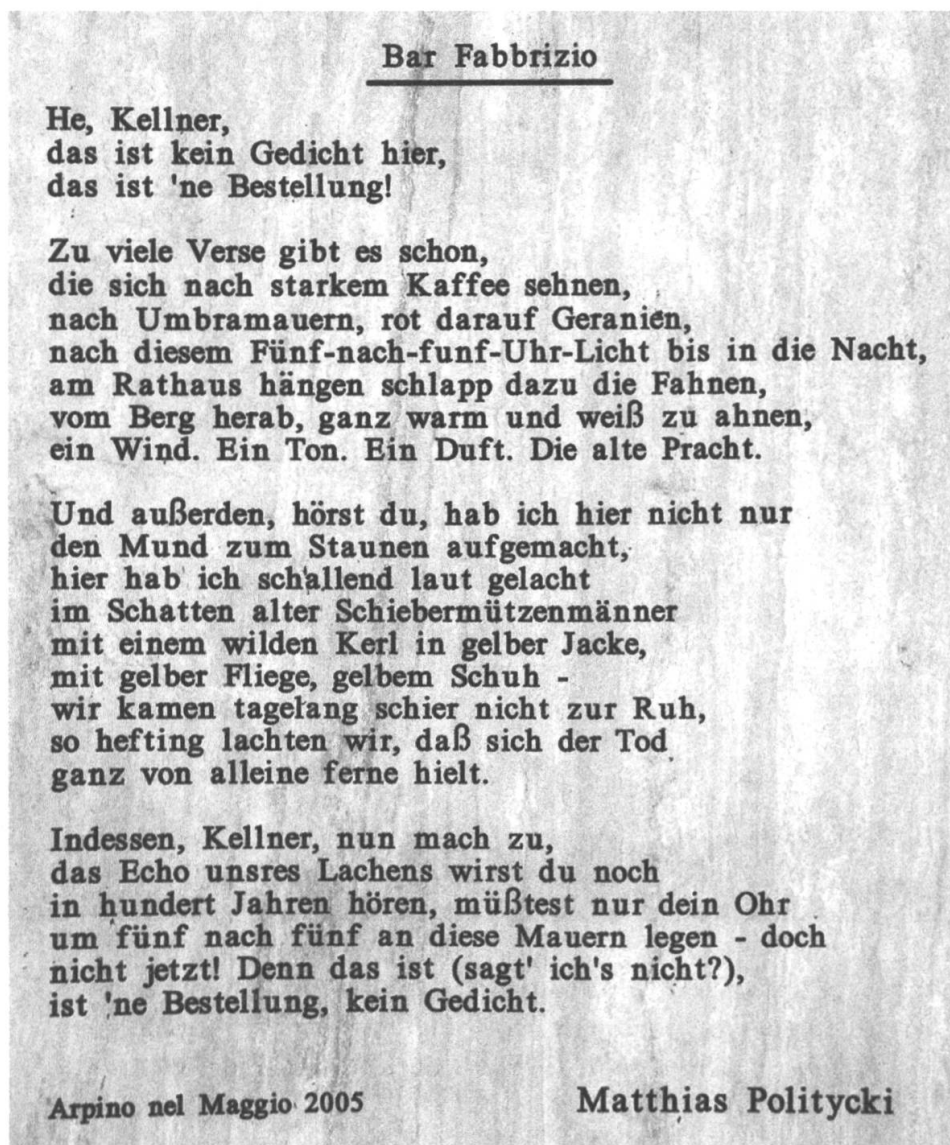 Bar Fabbrizio
He, Kellner,
das ist kein Gedicht hier,
das ist 'ne Bestellung!
Zu viele Verse gibt es schon,
die sich nach starkem Kaffee sehnen,
nach Umbramauern, rot darauf Geranien,
nach diesem Fünf-nach-funf-Uhr-Licht bis in die Nacht,
am Rathaus hängen schlapp dazu die Fahnen,
vom Berg herab, ganz warm und weiß zu ahnen,
ein Wind. Ein Ton. Ein Duft. Die alte Pracht.
Und außerden, hörst du, hab ich hier nicht nur
den Mund zum Staunen aufgemacht,
hier hab ich schallend laut gelacht
im Schatten alter Schiebermützenmänner
mit einem wilden Kerl in gelber Jacke,
mit gelber Fliege, gelbem Schuh -
wir kamen tagelang schier nicht zur Ruh,
so hefting lachten wir, daß sich der Tod
ganz von alleine ferne hielt.
Indessen, Kellner, nun mach zu,
das Echo unsres Lachens wirst du noch
in hundert Jahren hören, müßtest nur dein Ohr
um fünf nach fünf an diese Mauern legen - doch
nicht jetzt! Denn das ist (sagt' ich's nicht?),
ist 'ne Bestellung, kein Gedicht.
Arpino nel Maggio 2005
Matthias Politycki